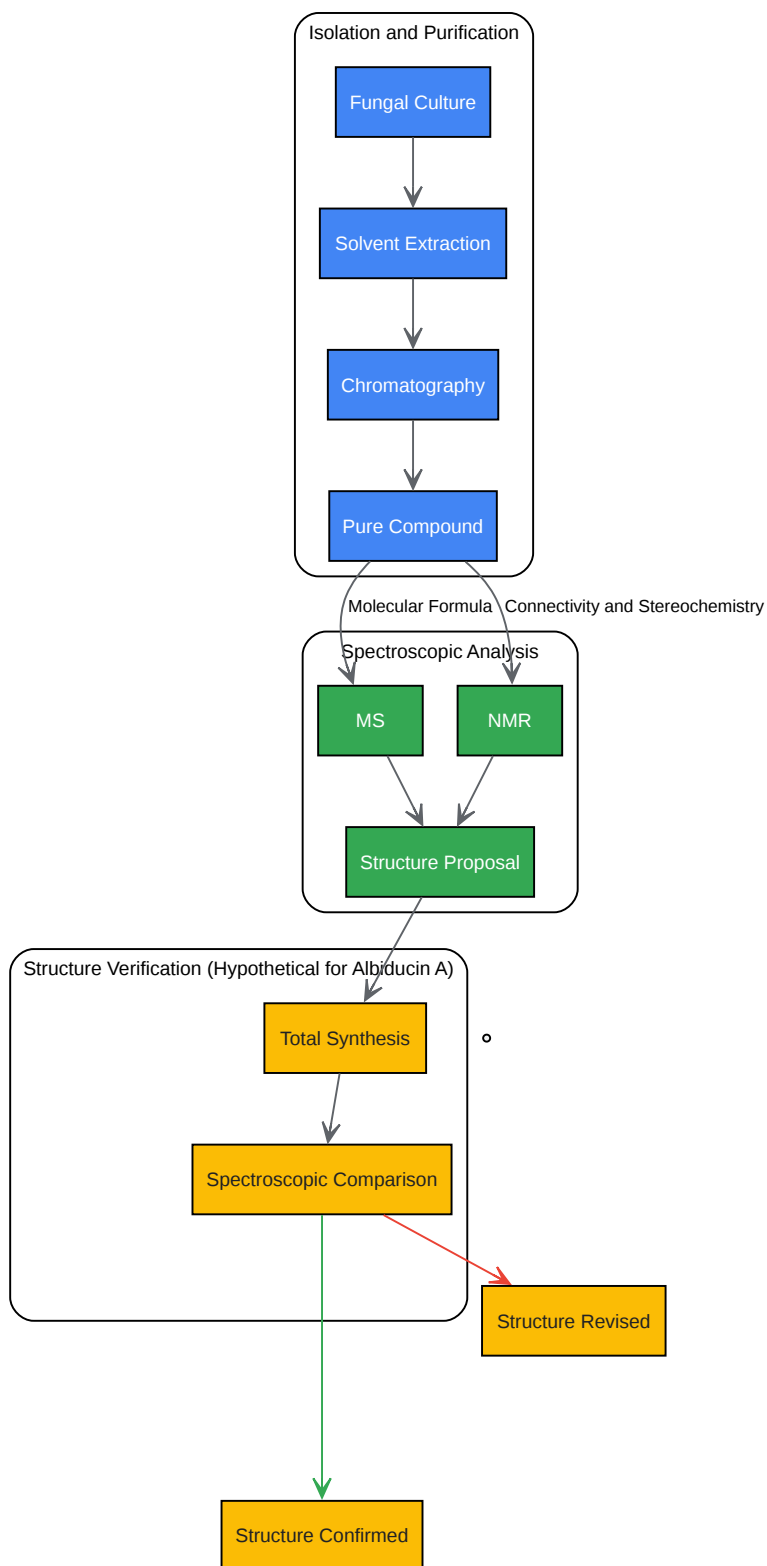 Isolation and Purification
Fungal Culture
Solvent Extraction
Chromatography
Pure Compound
Molecular Formula
Connectivity and Stereochemistry
Spectroscopic Analysis
MS
NMR
Structure Proposal
Structure Verification (Hypothetical for Albiducin A)
Total Synthesis
Spectroscopic Comparison
Structure Revised
Structure Confirmed